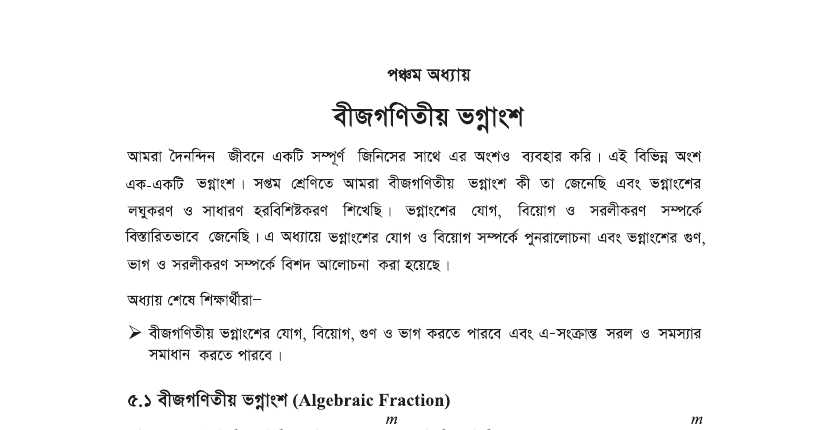 পঞ্চম অধ্যায়
বীজগণিতীয় ভগ্নাংশ
আমরা দৈনন্দিন জীবনে একটি সম্পূর্ণ জিনিসের সাথে এর অংশও ব্যবহার করি। এই বিভিন্ন অংশ
এক-একটি ভগ্নাংশ। সপ্তম শ্রেণিতে আমরা বীজগণিতীয় ভগ্নাংশ কী তা জেনেছি এবং ভগ্নাংশের
লঘুকরণ ও সাধারণ হরবিশিষ্টকরণ শিখেছি। ভগ্নাংশের যোগ, বিয়োগ ও সরলীকরণ সম্পর্কে
বিস্তারিতভাবে জেনেছি। এ অধ্যায়ে ভগ্নাংশের যোগ ও বিয়োগ সম্পর্কে পুনরালোচনা এবং ভগ্নাংশের গুণ,
ভাগ ও সরলীকরণ সম্পর্কে বিশদ আলোচনা করা হয়েছে।
অধ্যায় শেষে শিক্ষার্থীরা–
➢ বীজগণিতীয় ভগ্নাংশের যোগ, বিয়োগ, গুণ ও ভাগ করতে পারবে এবং এ-সংক্রান্ত সরল ও সমস্যার
সমাধান করতে পারবে।
৫.১ বীজগণিতীয় ভগ্নাংশ (Algebraic Fraction)
m m